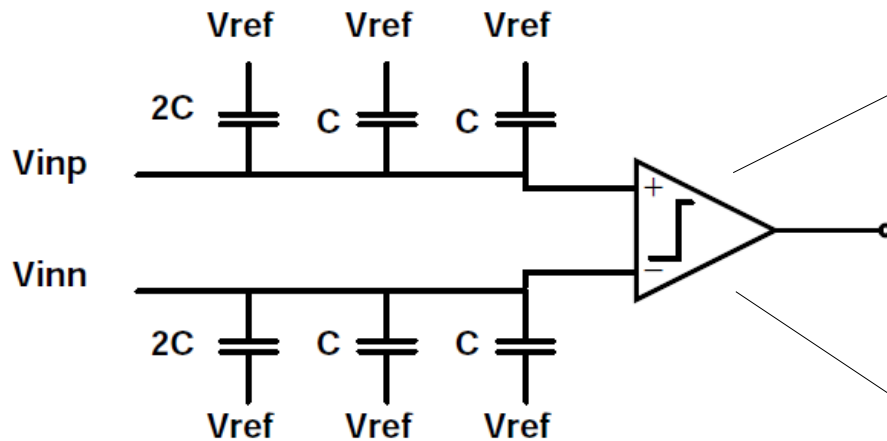 Vref Vref Vref
2C C C
Vinp
+
Vinn
−
2C C C
Vref Vref Vref